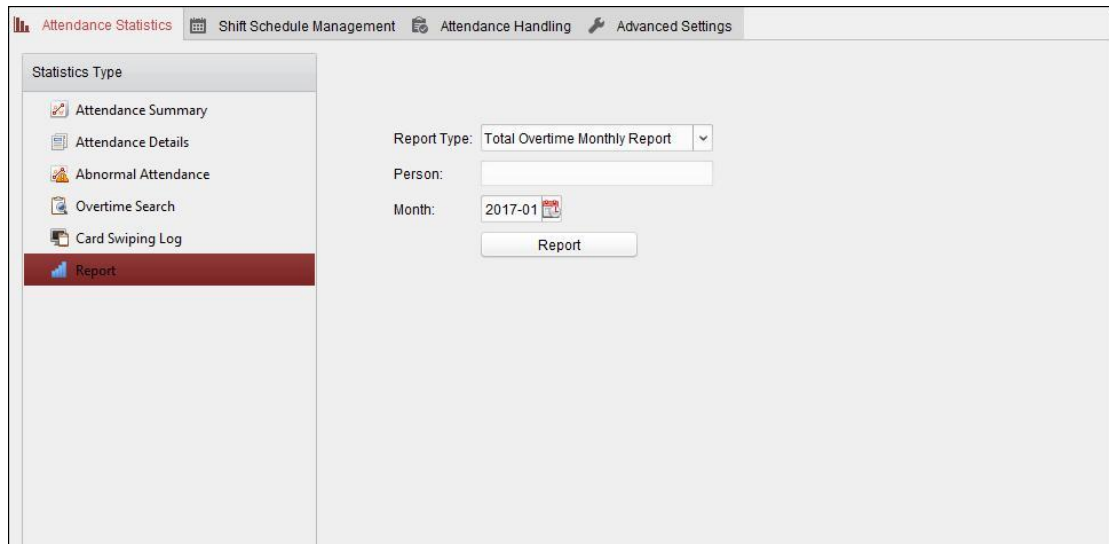 Attendance Statistics Shift Schedule Management Attendance Handling Advanced Settings
Statistics Type
Attendance Summary
Attendance Details
Abnormal Attendance
Overtime Search
Card Swiping Log
Report
Report Type: Total Overtime Monthly Report
Person:
Month: 2017-01
Report